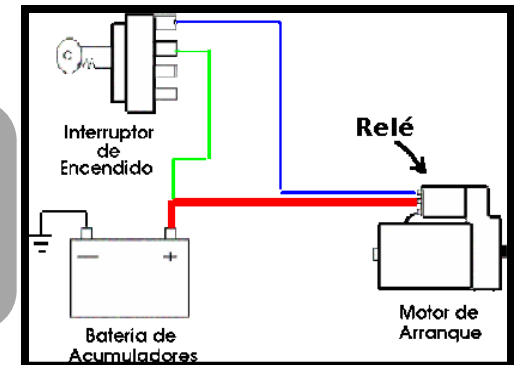 Interruptor
de
Encendido
Relé
Motor de
Arranque
− +
Batería de
Acumuladores